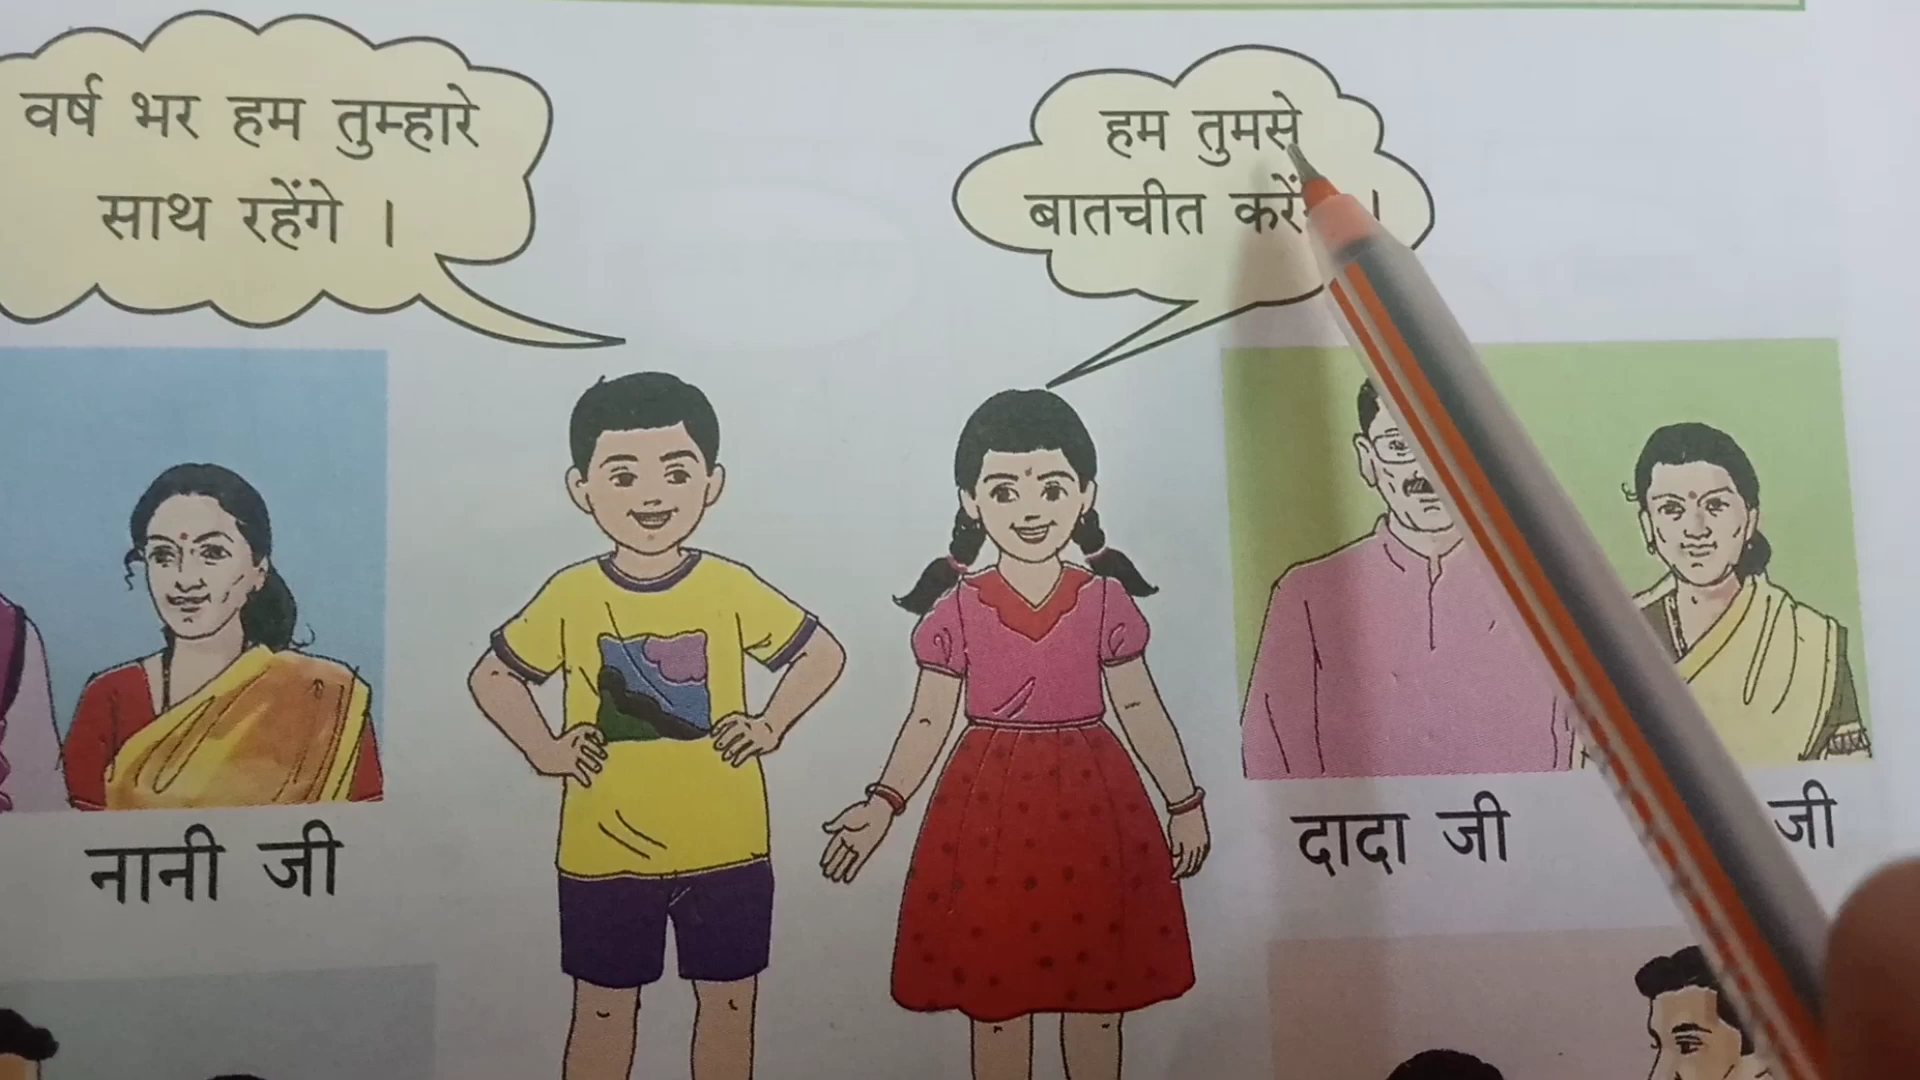 वर्ष भर हम तुम्हारे
साथ रहेंगे ।
हम तुमसे
बातचीत ।
नानी जी
दादा जी
जी